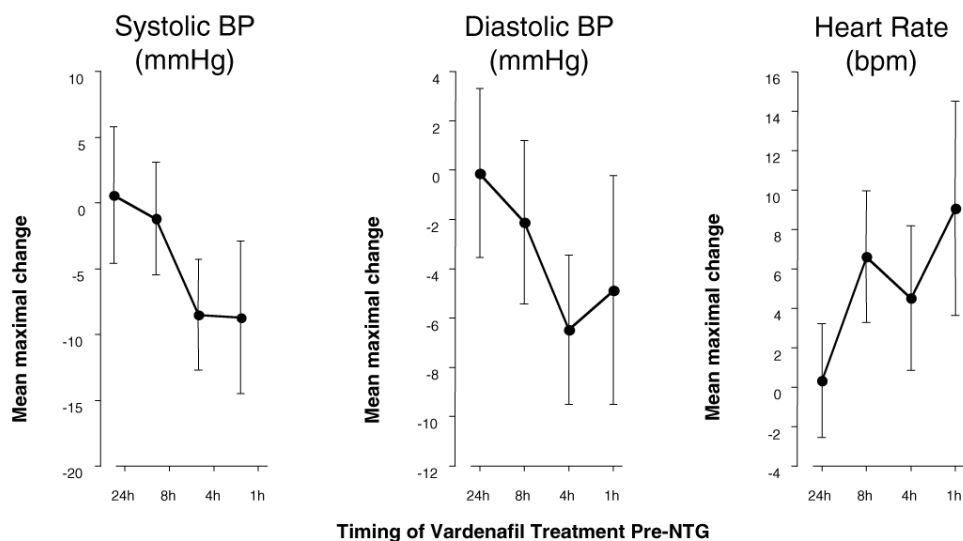 Systolic BP
(mmHg)
Diastolic BP
(mmHg)
Heart Rate
(bpm)
Mean maximal change
10
5
0
-5
-10
-15
-20
24h 8h 4h 1h
Mean maximal change
4
2
0
-2
-4
-6
-8
-10
-12
24h 8h 4h 1h
Mean maximal change
16
14
12
10
8
6
4
2
0
-2
-4
24h 8h 4h 1h
Timing of Vardenafil Treatment Pre-NTG